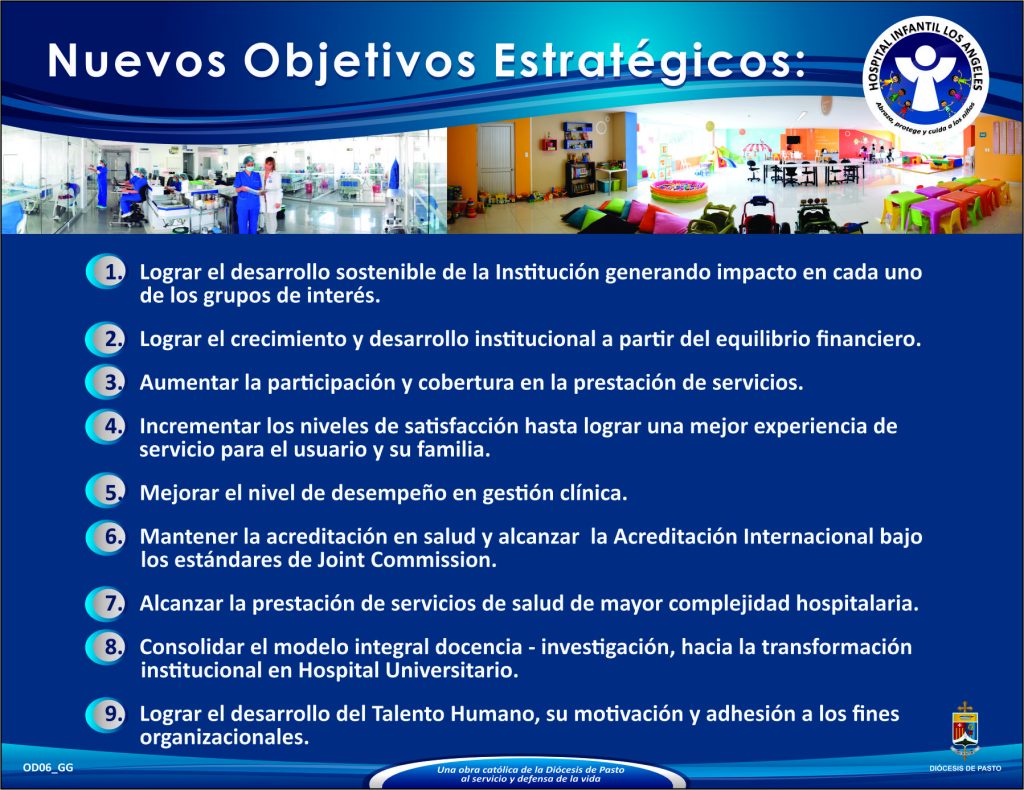 Nuevos Objetivos Estratégicos:
HOSPITAL INFANTIL LOS ANGELES
Abraza, protege y cuida a los niños
1. Lograr el desarrollo sostenible de la Institución generando impacto en cada uno
de los grupos de interés.
2. Lograr el crecimiento y desarrollo institucional a partir del equilibrio financiero.
3. Aumentar la participación y cobertura en la prestación de servicios.
4. Incrementar los niveles de satisfacción hasta lograr una mejor experiencia de
servicio para el usuario y su familia.
5. Mejorar el nivel de desempeño en gestión clínica.
6. Mantener la acreditación en salud y alcanzar la Acreditación Internacional bajo
los estándares de Joint Commission.
7. Alcanzar la prestación de servicios de salud de mayor complejidad hospitalaria.
8. Consolidar el modelo integral docencia - investigación, hacia la transformación
institucional en Hospital Universitario.
9. Lograr el desarrollo del Talento Humano, su motivación y adhesión a los fines
organizacionales.
OD06_GG
Una obra católica de la Diócesis de Pasto
al servicio y defensa de la vida
DIÓCESIS DE PASTO